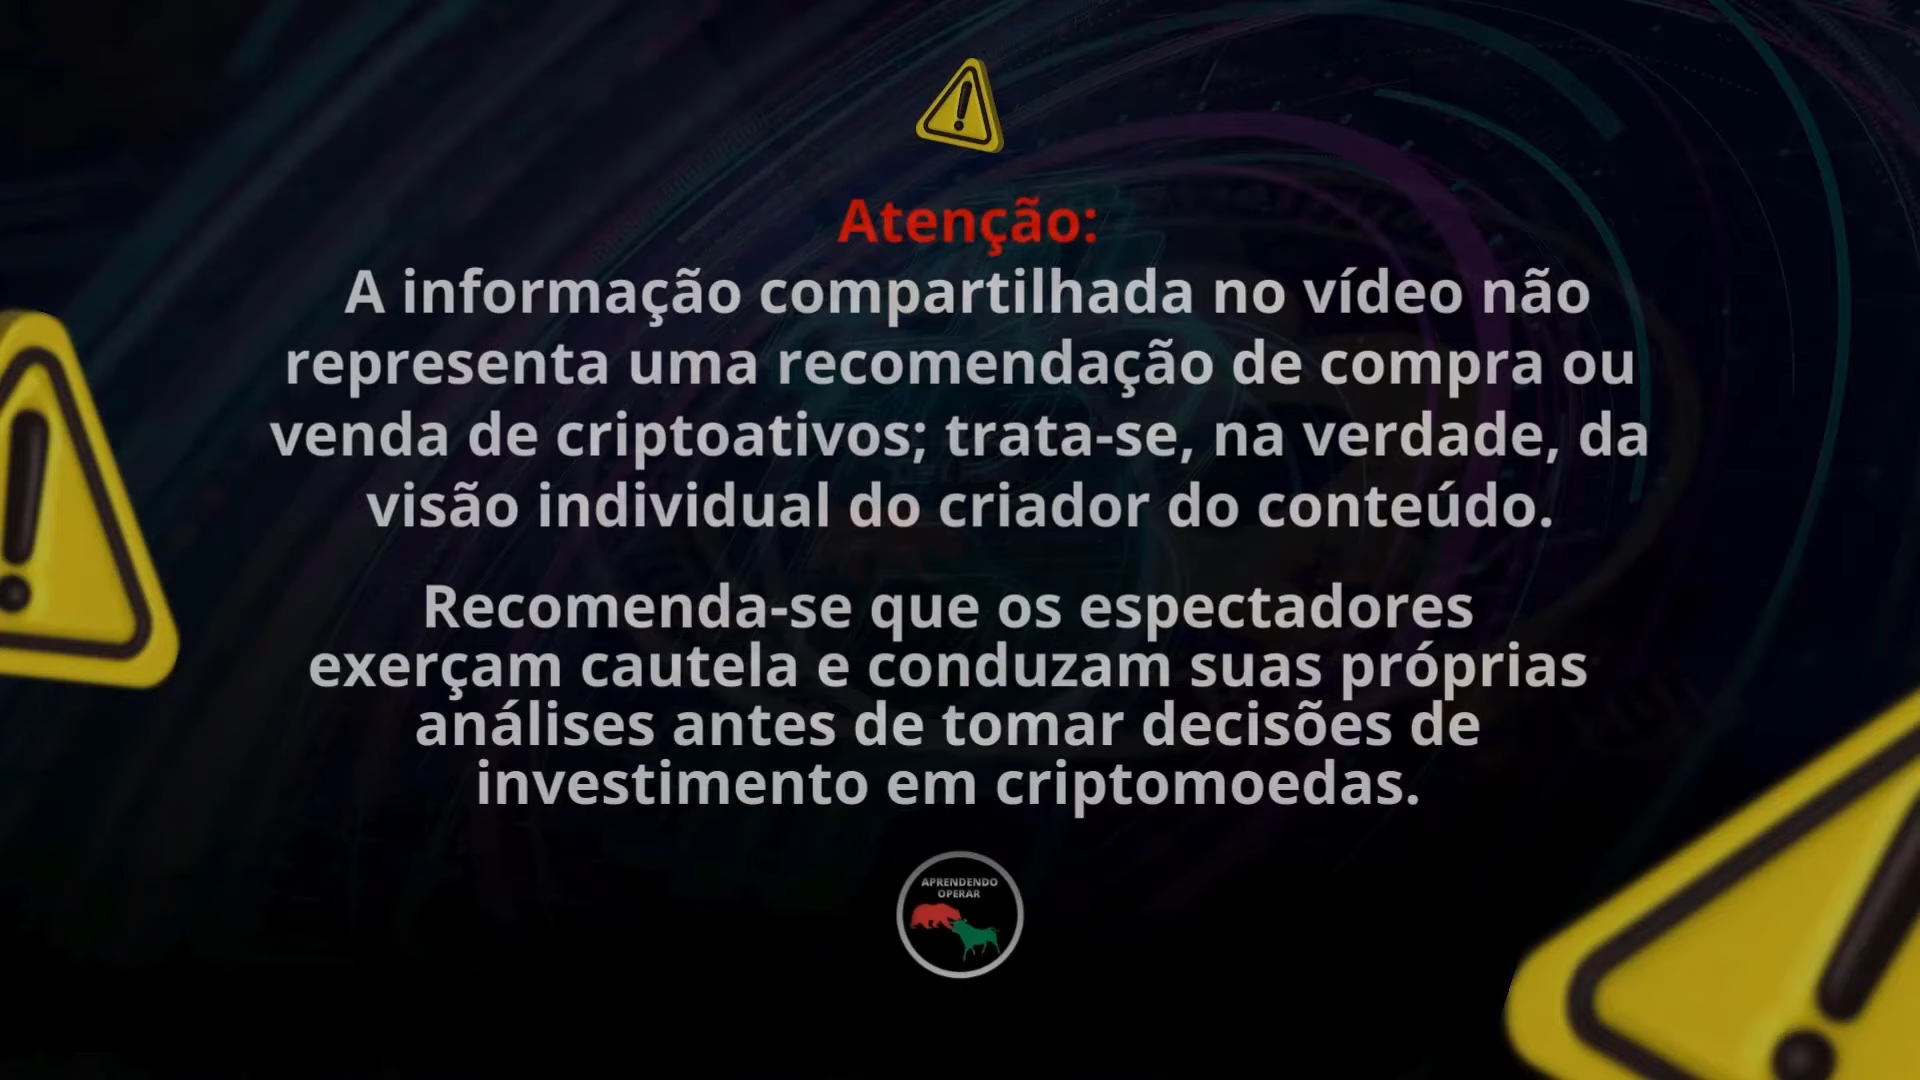 Atenção:
A informação compartilhada no vídeo não
representa uma recomendação de compra ou
venda de criptoativos; trata-se, na verdade, da
visão individual do criador do conteúdo.
Recomenda-se que os espectadores
exerçam cautela e conduzam suas próprias
análises antes de tomar decisões de
investimento em criptomoedas.
APRENDENDO
OPERAR